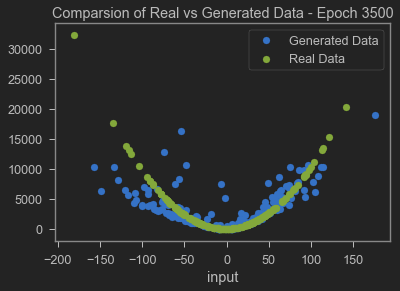 Comparsion of Real vs Generated Data - Epoch 3500
Generated Data
Real Data
30000
25000
20000
15000
10000
5000
0
−200 −150 −100 −50 0 50 100 150
input